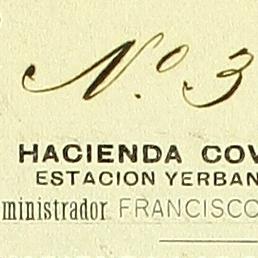 N.º 3
HACIENDA COV
ESTACION YERBAN
ministrador FRANCISCO